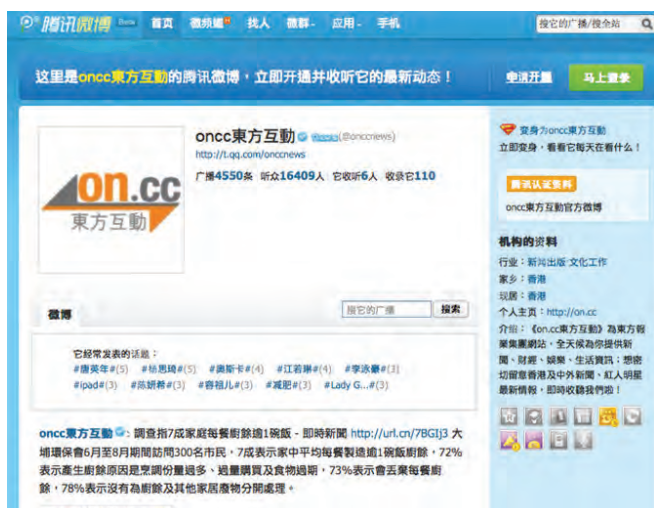 腾讯微博 Beta 首页 微频道 找人 微群 应用 手机 搜它的广播/搜全站
这里是oncc東方互動的腾讯微博，立即开通并收听它的最新动态！
申请开通 马上登录
on.cc
東方互動
oncc東方互動 (@onccnews)
http://t.qq.com/onccnews
广播4550条 听众16409人 它收听6人 收录它110
微博
搜它的广播 搜索
它经常发表的话题：
#唐英年#(5) #杨思琦#(5) #奥斯卡#(4) #江若琳#(4) #李泳豪#(3)
#ipad#(3) #陈妍希#(3) #容祖儿#(3) #减肥#(3) #Lady G...#(3)
oncc東方互動：調查指7成家庭每餐廚餘逾1碗飯 - 即時新聞 http://url.cn/7BGIj3 大
埔環保會6月至8月期間訪問300名市民，7成表示家中平均每餐製造逾1碗飯廚餘，72%
表示產生廚餘原因是烹調份量過多、過量購買及食物過期，73%表示會丟棄每餐廚
餘，78%表示沒有為廚餘及其他家居廢物分開處理。
变身为oncc東方互動
立即变身，看看它每天在看什么！
腾讯认证资料
oncc東方互動官方微博
机构的资料
行业：新闻出版 文化工作
家乡：香港
现居：香港
个人主页：http://on.cc
介绍：《on.cc東方互動》為東方報
業集團網站，全天候為你提供新
聞、財經、娛樂、生活資訊；想密
切留意香港及中外新聞、紅人明星
最新情報，即時收聽我們啦！